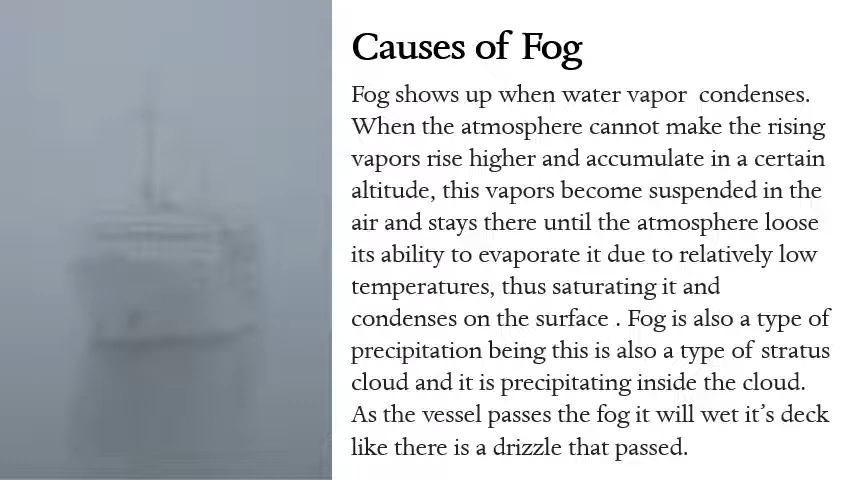 Causes of Fog
Fog shows up when water vapor  condenses.
When the atmosphere cannot make the rising
vapors rise higher and accumulate in a certain
altitude, this vapors become suspended in the
air and stays there until the atmosphere loose
its ability to evaporate it due to relatively low
temperatures, thus saturating it and
condenses on the surface . Fog is also a type of
precipitation being this is also a type of stratus
cloud and it is precipitating inside the cloud.
As the vessel passes the fog it will wet it’s deck
like there is a drizzle that passed.